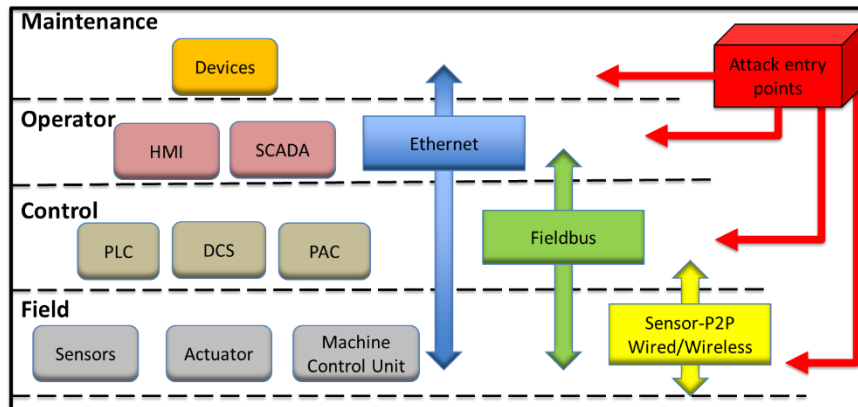 Maintenance
Devices
Attack entry
points
Operator
HMI
SCADA
Ethernet
Control
PLC
DCS
PAC
Fieldbus
Field
Sensors
Actuator
Machine
Control Unit
Sensor-P2P
Wired/Wireless